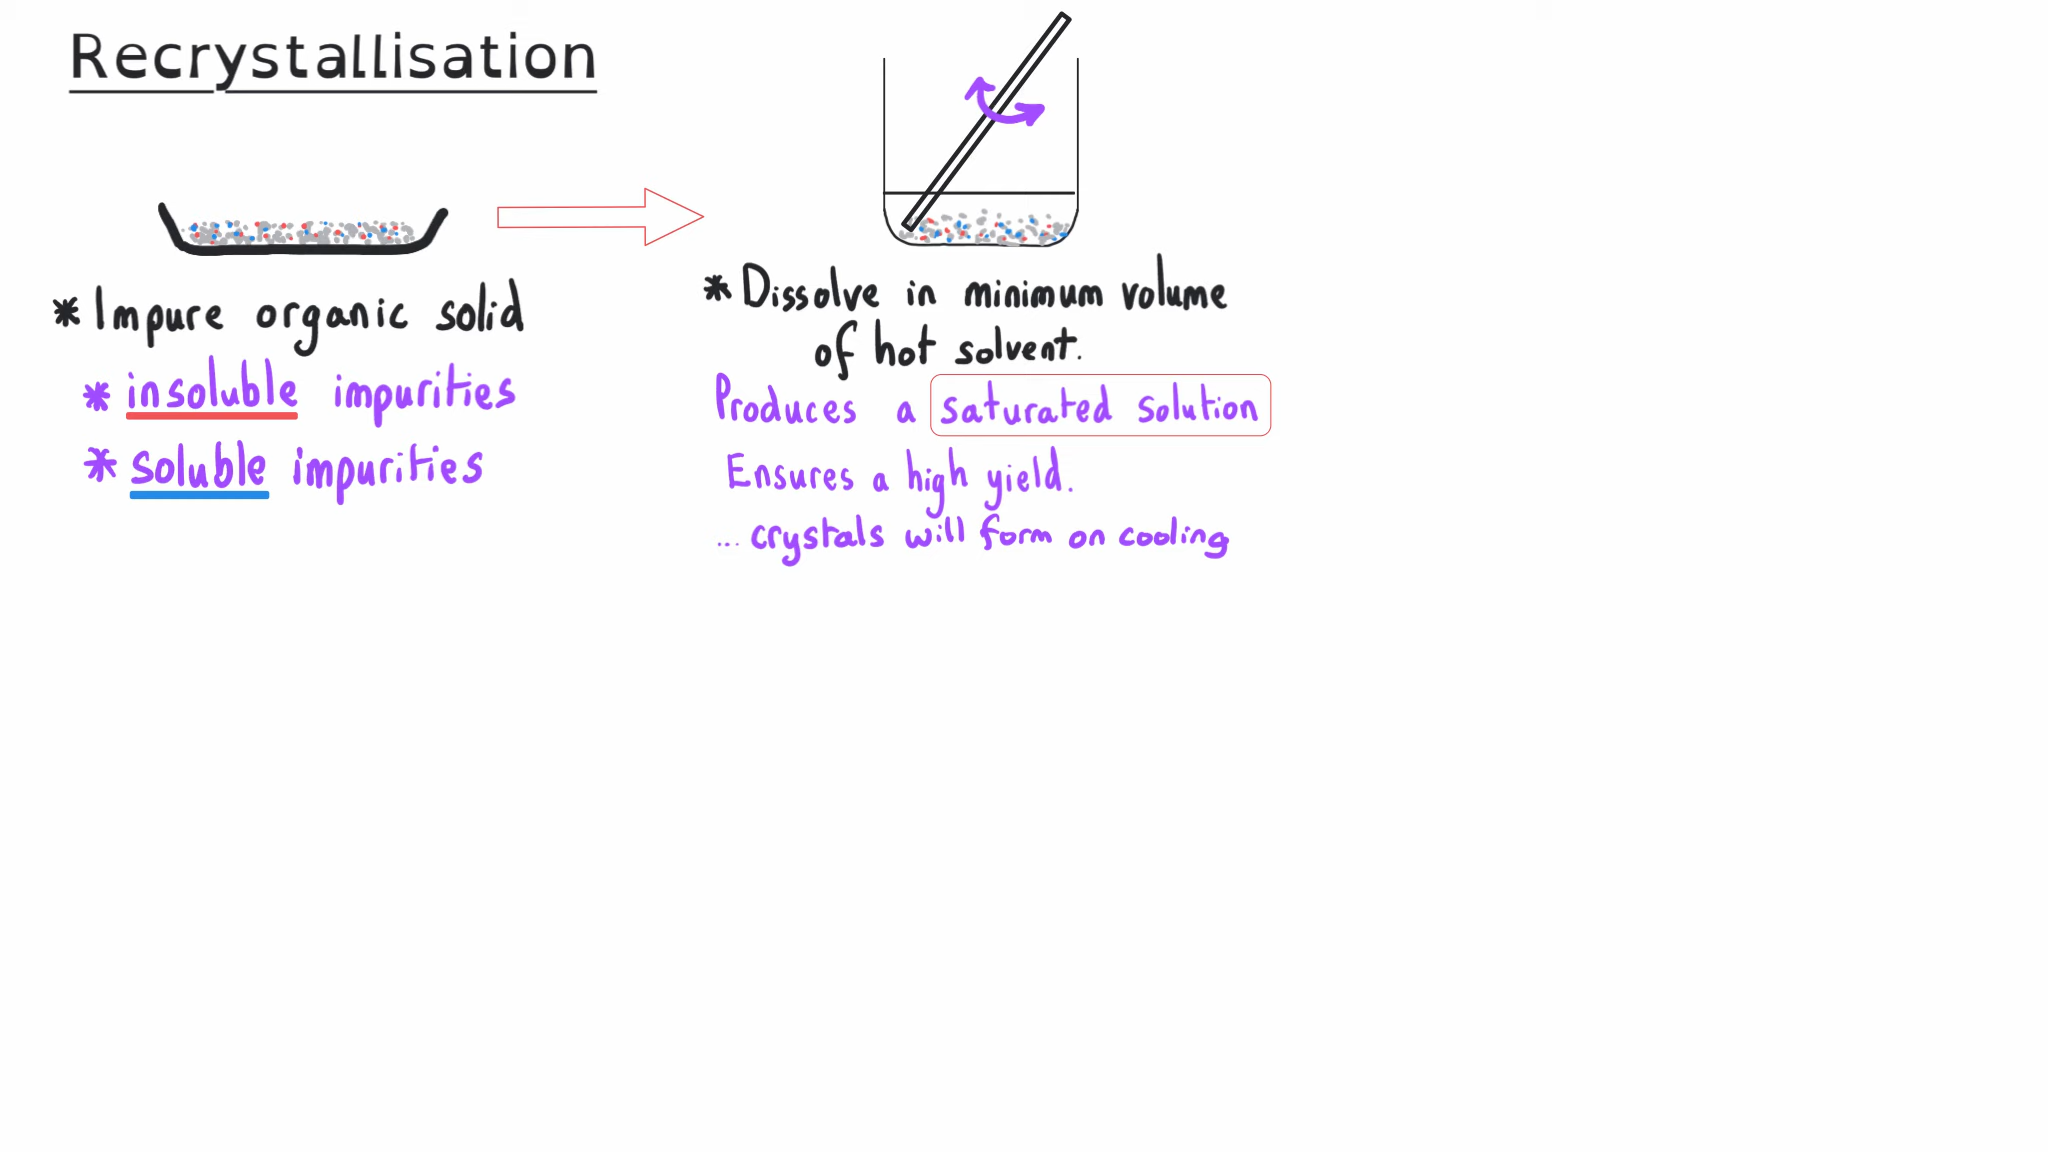 Recrystallisation
* Impure organic solid
* insoluble impurities
* soluble impurities
* Dissolve in minimum volume
of hot solvent.
Produces a saturated solution
Ensures a high yield.
... crystals will form on cooling